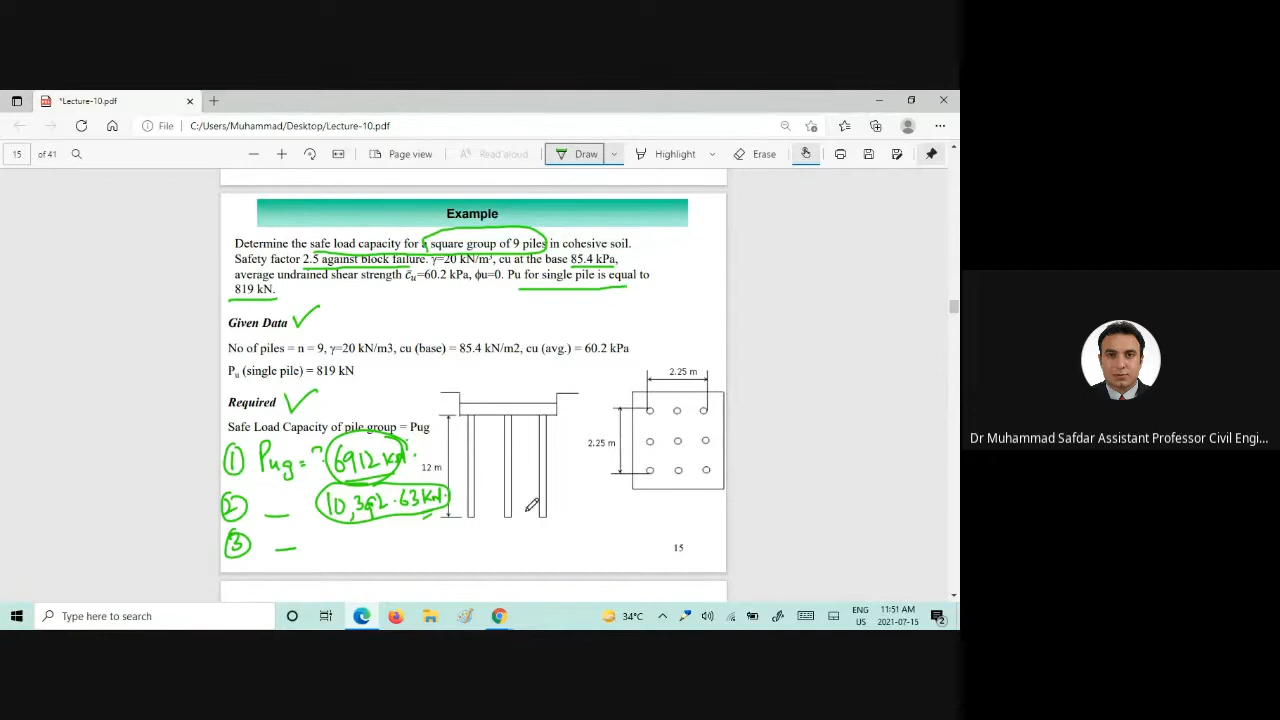 *Lecture-10.pdf
File C:/Users/Muhammad/Desktop/Lecture-10.pdf
15 of 41 Page view Read aloud Draw Highlight Erase
Example
Determine the safe load capacity for a square group of 9 piles in cohesive soil.
Safety factor 2.5 against block failure. γ=20 kN/m³, cu at the base 85.4 kPa,
average undrained shear strength c̄u=60.2 kPa, ϕu=0. Pu for single pile is equal to
819 kN.
Given Data
No of piles = n = 9, γ=20 kN/m3, cu (base) = 85.4 kN/m2, cu (avg.) = 60.2 kPa
Pu (single pile) = 819 kN
Required
Safe Load Capacity of pile group = Pug
① Pug = ? 6912 kN.
② — 10,392.63 kN.
③ —
12 m
2.25 m
2.25 m
15
Dr Muhammad Safdar Assistant Professor Civil Engi...
Type here to search
34°C
ENG
US
11:51 AM
2021-07-15
2